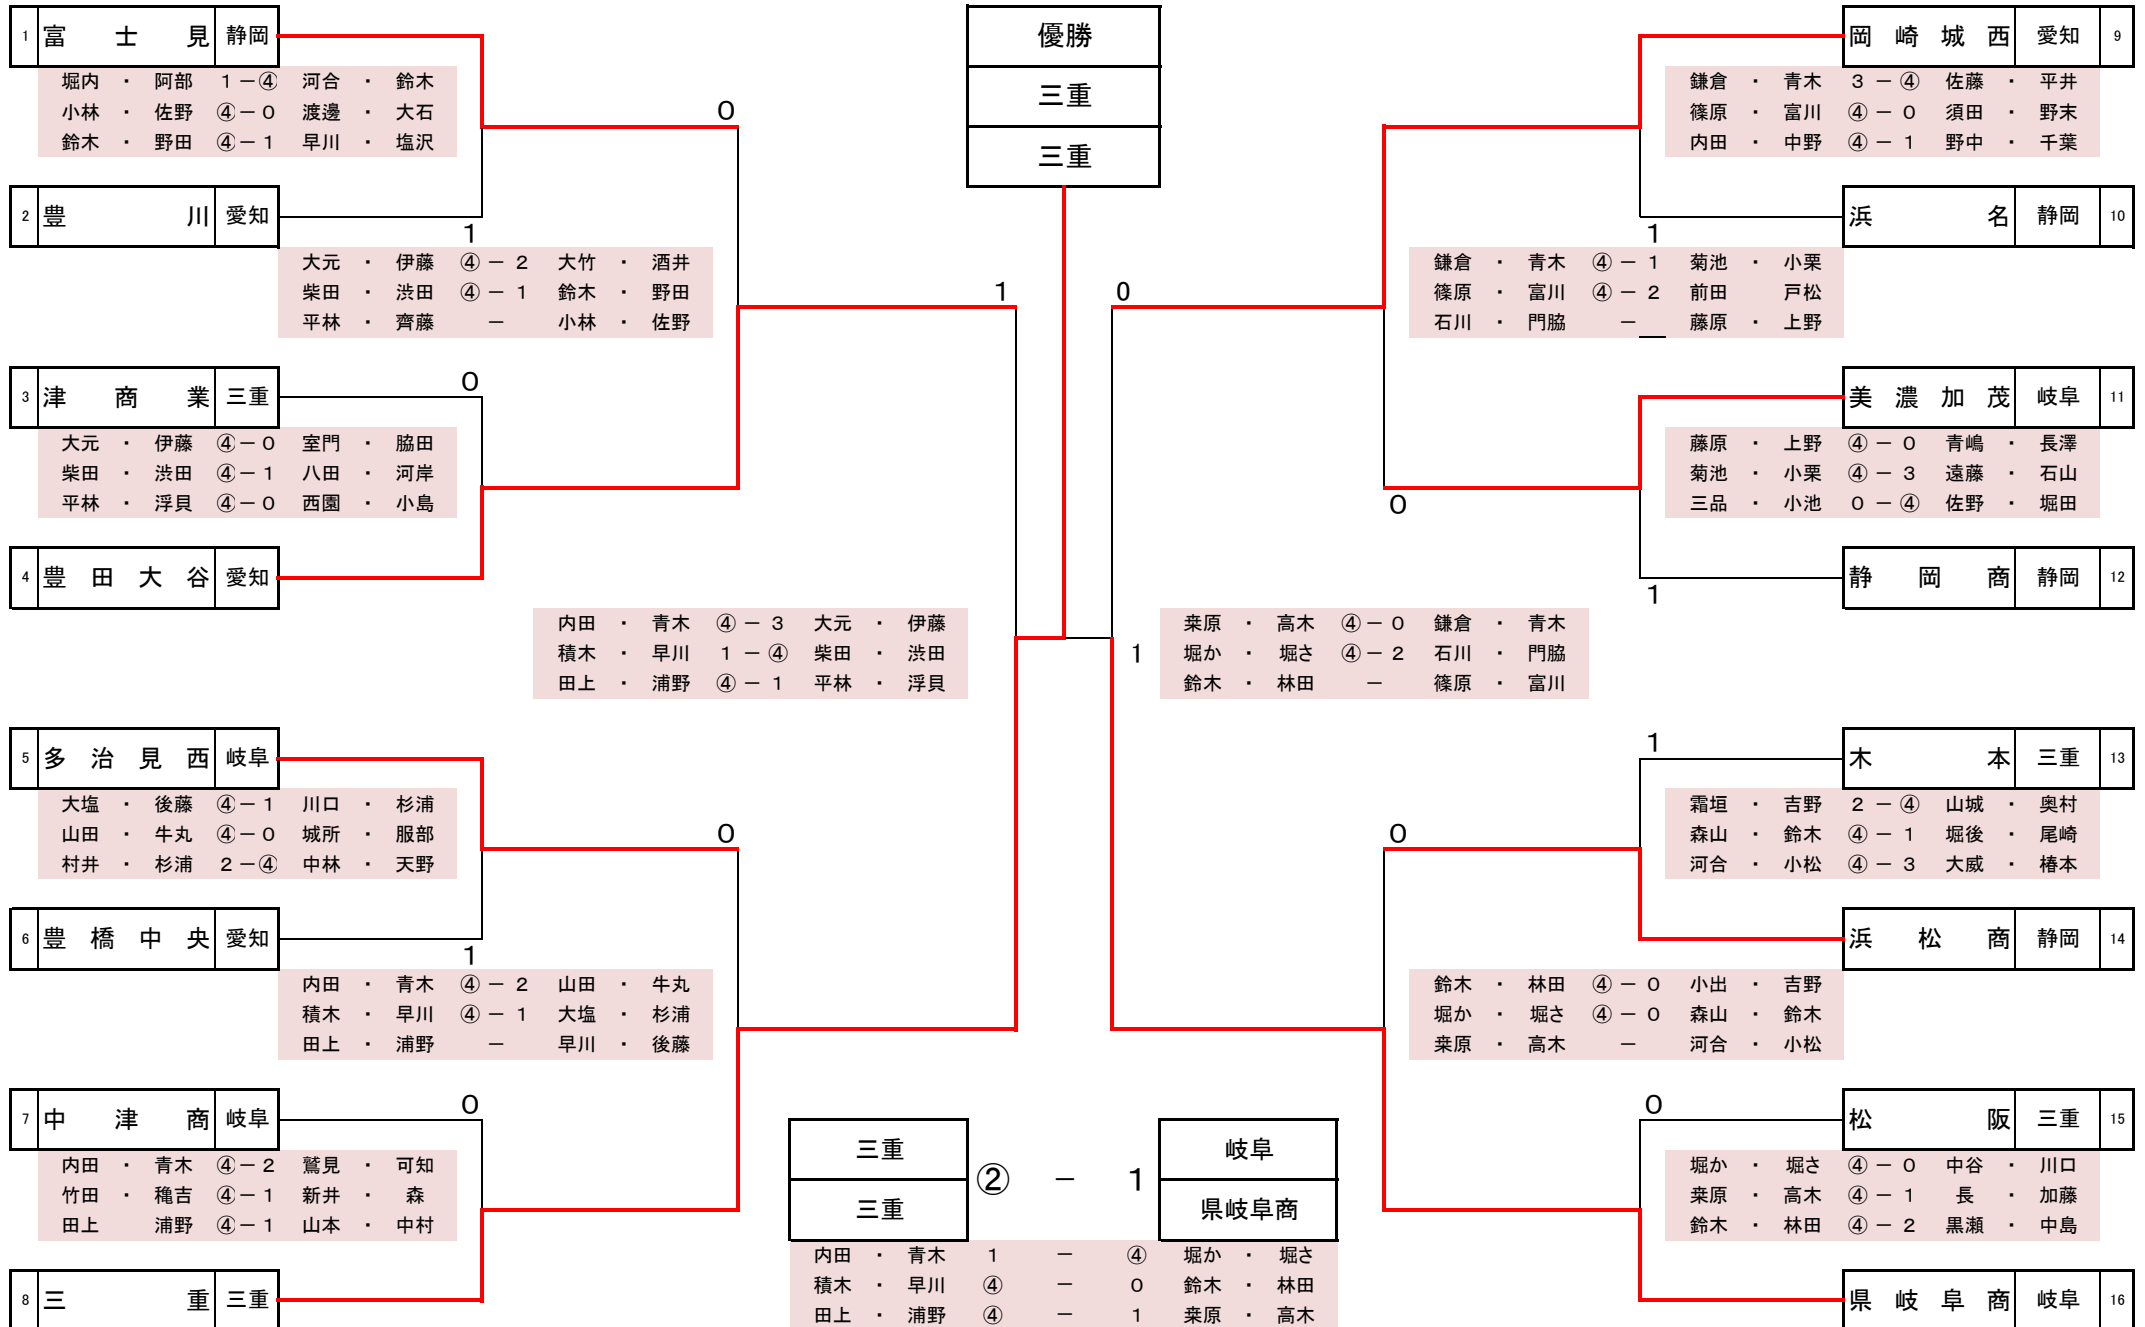 優勝
三重
三重
1 富士見 静岡
堀内 ・ 阿部 1－④ 河合 ・ 鈴木
小林 ・ 佐野 ④－0 渡邊 ・ 大石
鈴木 ・ 野田 ④－1 早川 ・ 塩沢
0
2 豊川 愛知
1
大元 ・ 伊藤 ④－2 大竹 ・ 酒井
柴田 ・ 渋田 ④－1 鈴木 ・ 野田
平林 ・ 齊藤 － 小林 ・ 佐野
1
3 津商業 三重
0
大元 ・ 伊藤 ④－0 室門 ・ 脇田
柴田 ・ 渋田 ④－1 八田 ・ 河岸
平林 ・ 浮貝 ④－0 西園 ・ 小島
4 豊田大谷 愛知
内田 ・ 青木 ④－3 大元 ・ 伊藤
積木 ・ 早川 1－④ 柴田 ・ 渋田
田上 ・ 浦野 ④－1 平林 ・ 浮貝
5 多治見西 岐阜
大塩 ・ 後藤 ④－1 川口 ・ 杉浦
山田 ・ 牛丸 ④－0 城所 ・ 服部
村井 ・ 杉浦 2－④ 中林 ・ 天野
0
6 豊橋中央 愛知
1
内田 ・ 青木 ④－2 山田 ・ 牛丸
積木 ・ 早川 ④－1 大塩 ・ 杉浦
田上 ・ 浦野 － 早川 ・ 後藤
7 中津商 岐阜
0
内田 ・ 青木 ④－2 鷲見 ・ 可知
竹田 ・ 穐吉 ④－1 新井 ・ 森
田上 浦野 ④－1 山本 ・ 中村
8 三重 三重
岡崎城西 愛知 9
鎌倉 ・ 青木 3－④ 佐藤 ・ 平井
篠原 ・ 富川 ④－0 須田 ・ 野末
内田 ・ 中野 ④－1 野中 ・ 千葉
浜名 静岡 10
1
鎌倉 ・ 青木 ④－1 菊池 ・ 小栗
篠原 ・ 富川 ④－2 前田 戸松
石川 ・ 門脇 － 藤原 ・ 上野
0
美濃加茂 岐阜 11
藤原 ・ 上野 ④－0 青嶋 ・ 長澤
菊池 ・ 小栗 ④－3 遠藤 ・ 石山
三品 ・ 小池 0－④ 佐野 ・ 堀田
0
静岡商 静岡 12
1
1
桒原 ・ 高木 ④－0 鎌倉 ・ 青木
堀か ・ 堀さ ④－2 石川 ・ 門脇
鈴木 ・ 林田 － 篠原 ・ 富川
木本 三重 13
1
霜垣 ・ 吉野 2－④ 山城 ・ 奥村
森山 ・ 鈴木 ④－1 堀後 ・ 尾崎
河合 ・ 小松 ④－3 大威 ・ 椿本
0
浜松商 静岡 14
鈴木 ・ 林田 ④－0 小出 ・ 吉野
堀か ・ 堀さ ④－0 森山 ・ 鈴木
桒原 ・ 高木 － 河合 ・ 小松
松阪 三重 15
0
堀か ・ 堀さ ④－0 中谷 ・ 川口
桒原 ・ 高木 ④－1 長 ・ 加藤
鈴木 ・ 林田 ④－2 黒瀬 ・ 中島
県岐阜商 岐阜 16
三重 岐阜
② － 1
三重 県岐阜商
内田 ・ 青木 1 － ④ 堀か ・ 堀さ
積木 ・ 早川 ④ － 0 鈴木 ・ 林田
田上 ・ 浦野 ④ － 1 桒原 ・ 高木